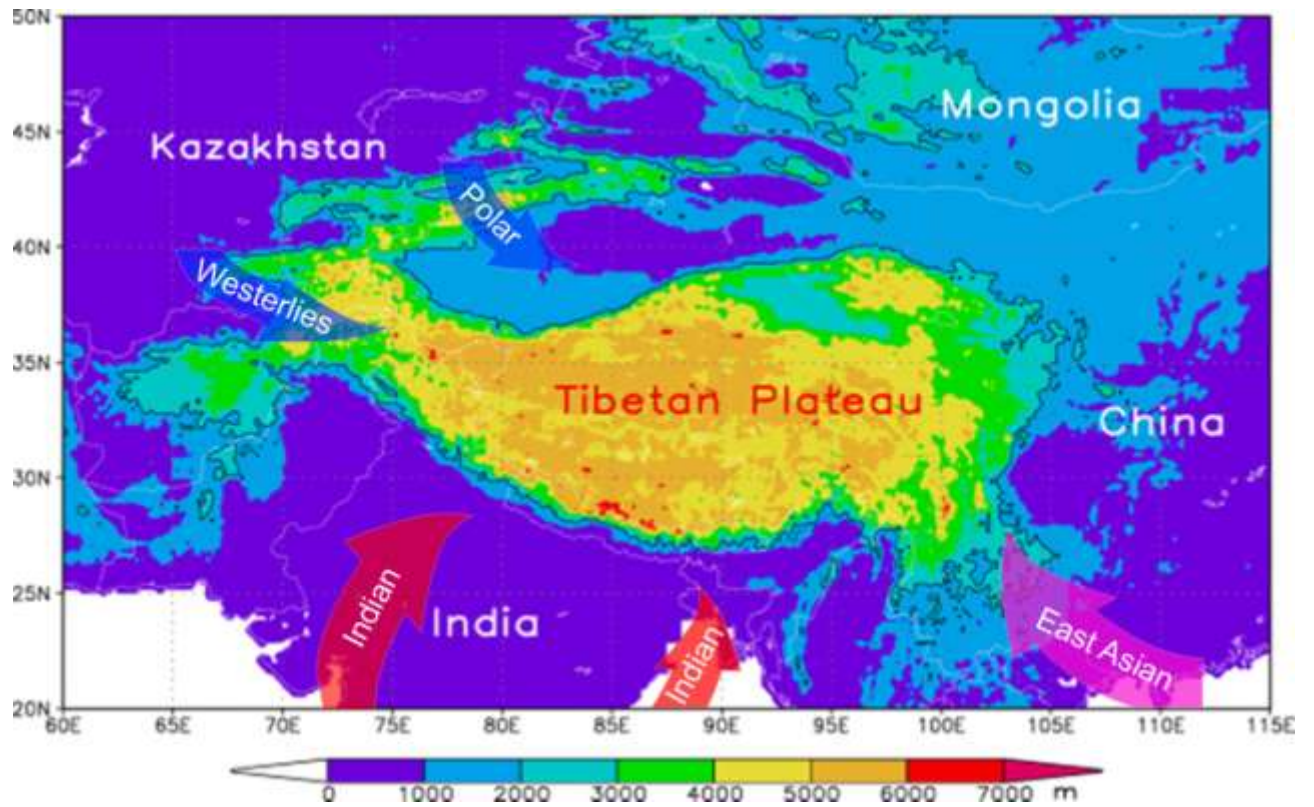 50N
45N
40N
35N
30N
25N
20N
Kazakhstan
Mongolia
Polar
Westerlies
Tibetan Plateau
China
Indian
India
Indian
East Asian
60E 65E 70E 75E 80E 85E 90E 95E 100E 105E 110E 115E
0 1000 2000 3000 4000 5000 6000 7000 m